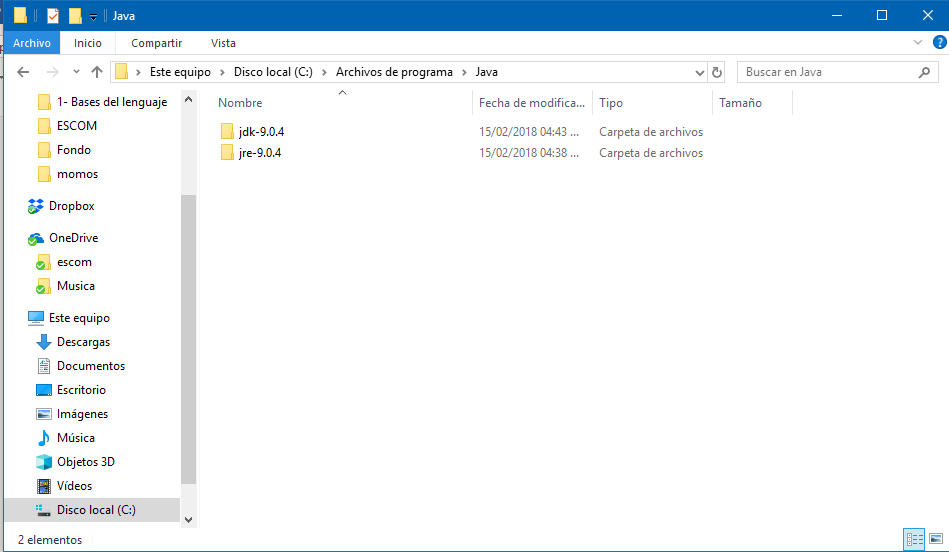 Java
Archivo Inicio Compartir Vista
Este equipo Disco local (C:) Archivos de programa Java Buscar en Java
Nombre Fecha de modifica... Tipo Tamaño
jdk-9.0.4 15/02/2018 04:43 ... Carpeta de archivos
jre-9.0.4 15/02/2018 04:38 ... Carpeta de archivos
1- Bases del lenguaje
ESCOM
Fondo
momos
Dropbox
OneDrive
escom
Musica
Este equipo
Descargas
Documentos
Escritorio
Imágenes
Música
Objetos 3D
Vídeos
Disco local (C:)
2 elementos